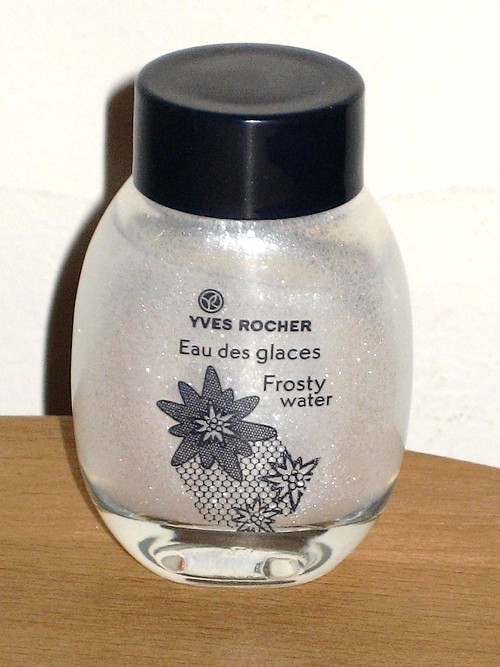 YVES ROCHER
Eau des glaces
Frosty
water